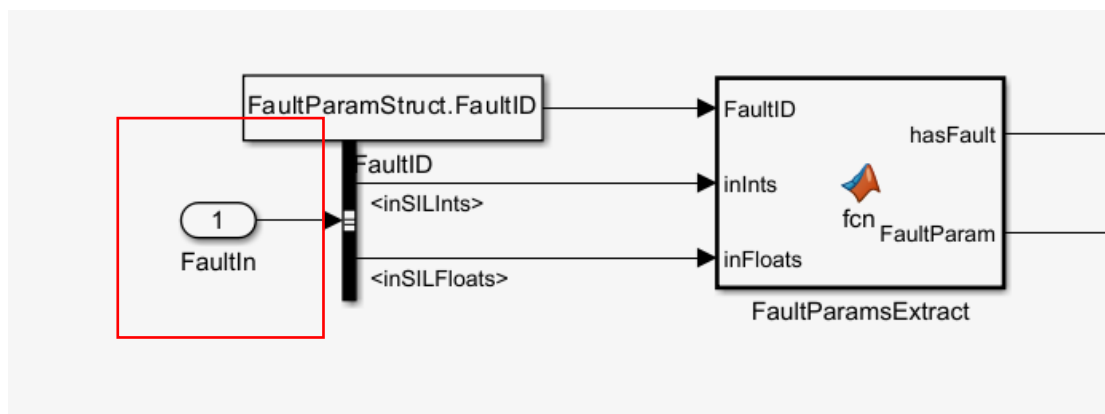 FaultParamStruct.FaultID
FaultID
FaultID
hasFault
<inSILInts>
inInts
1
fcn
FaultParam
FaultIn
<inSILFloats>
inFloats
FaultParamsExtract